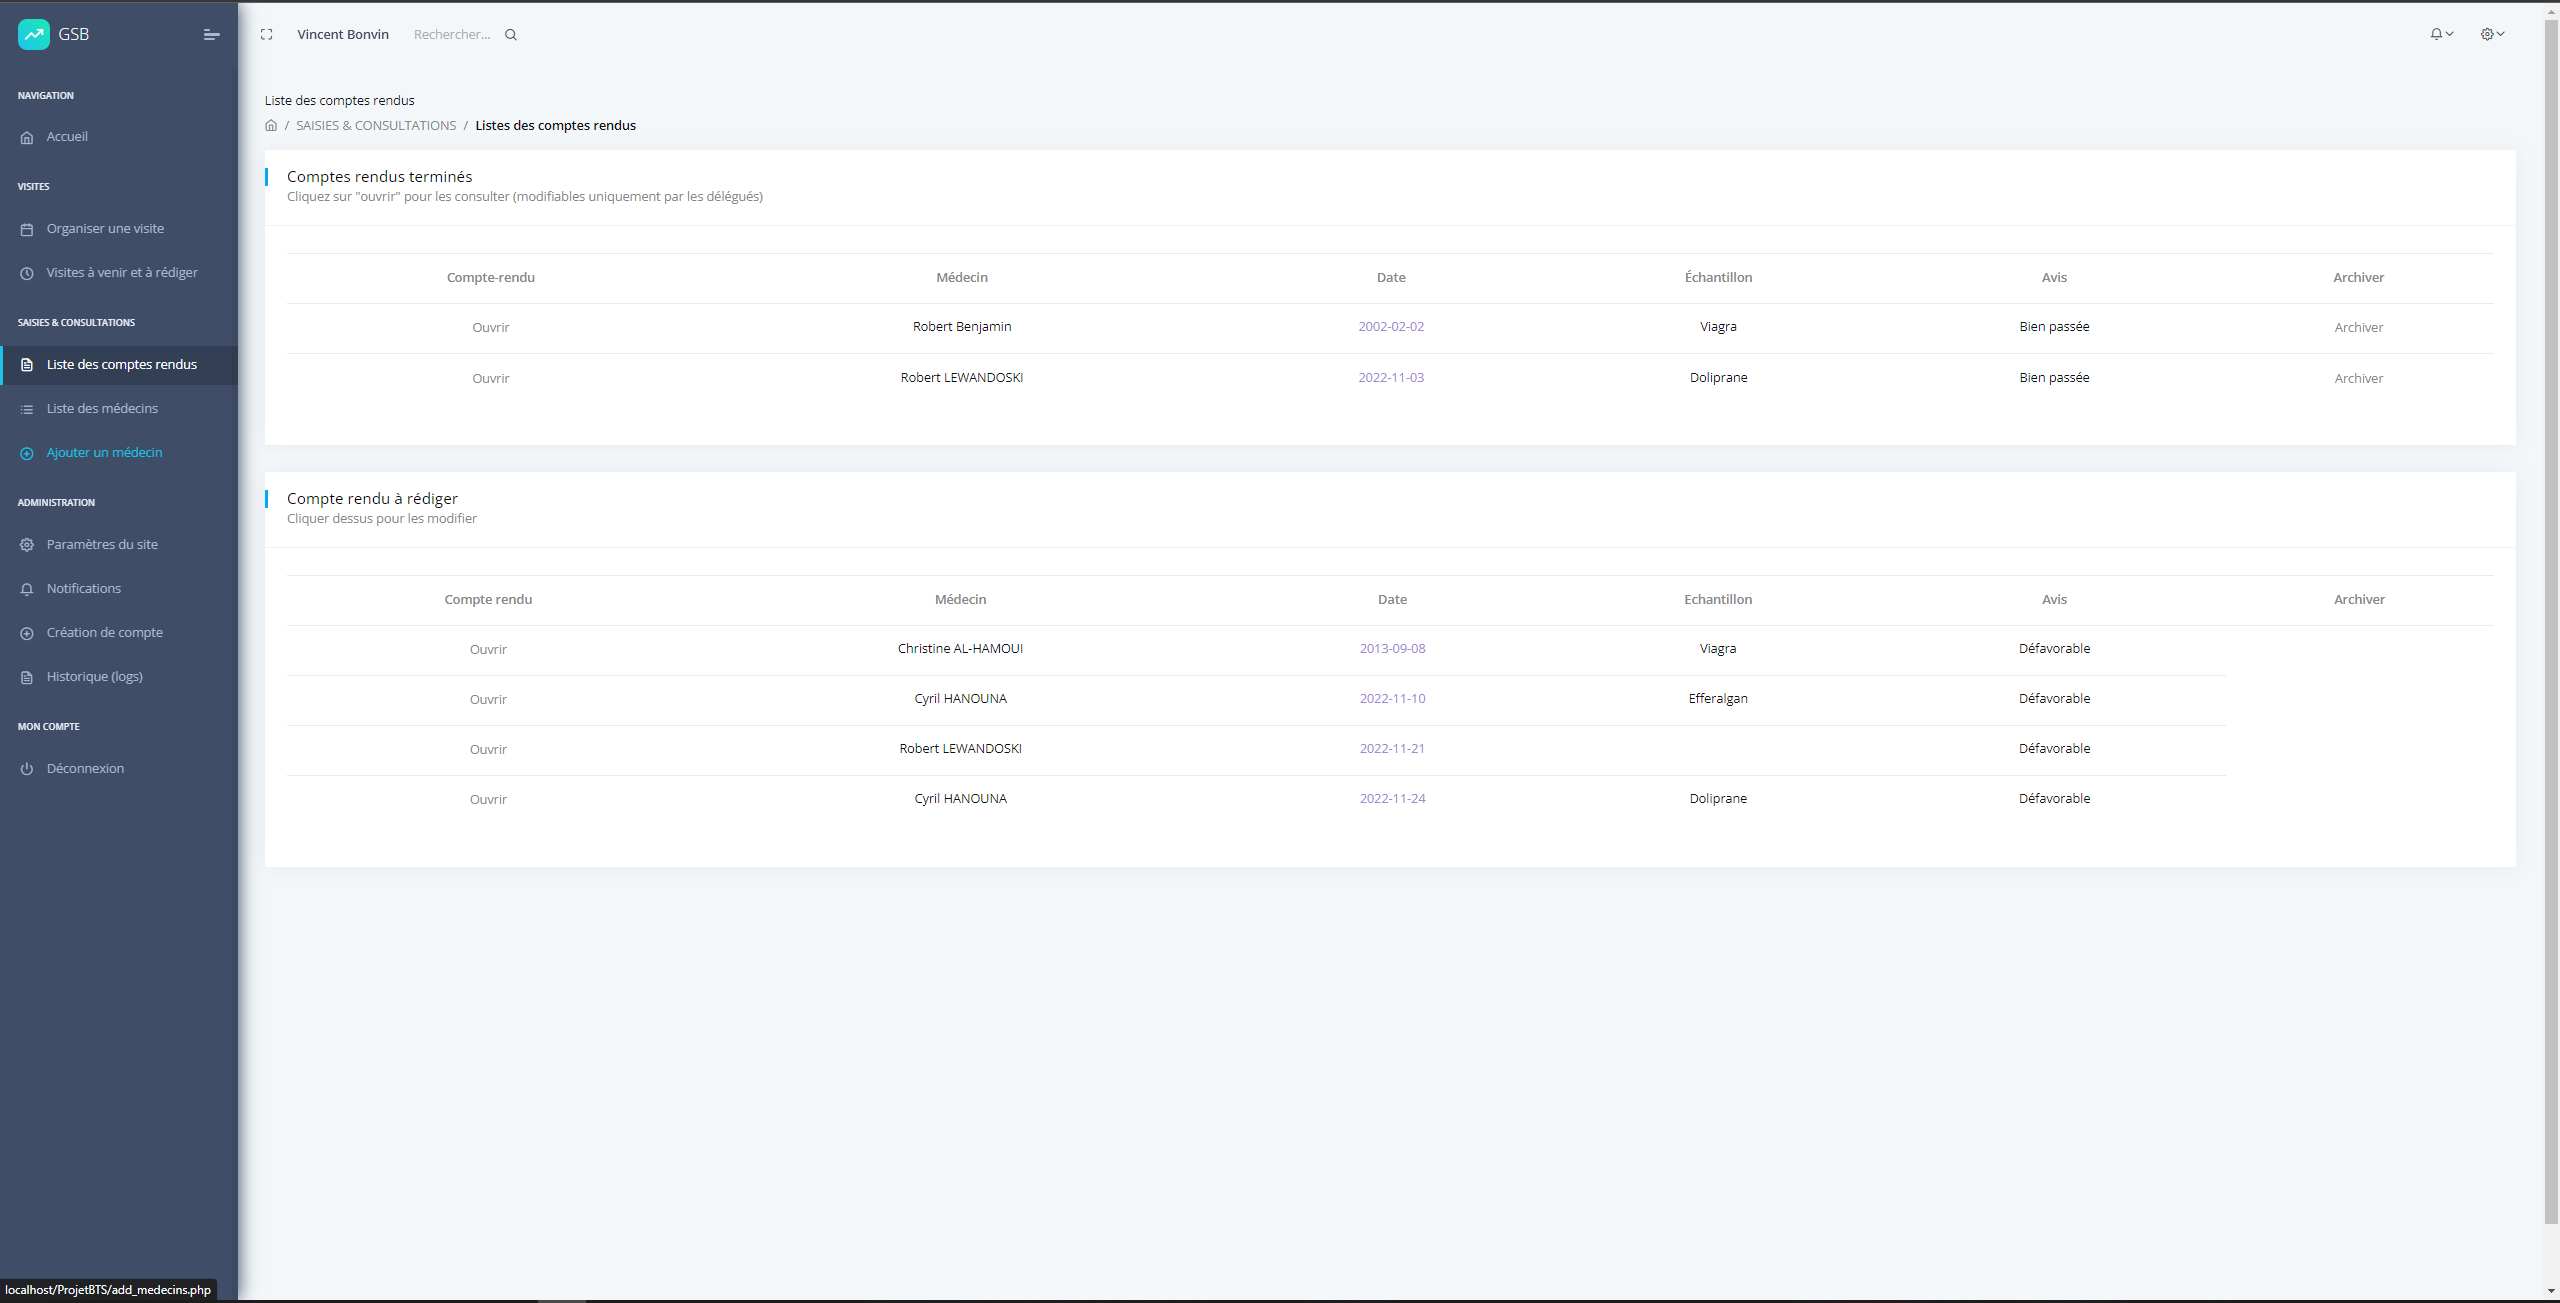 GSB
Vincent Bonvin
Rechercher...
NAVIGATION
Accueil
VISITES
Organiser une visite
Visites à venir et à rédiger
SAISIES & CONSULTATIONS
Liste des comptes rendus
Liste des médecins
Ajouter un médecin
ADMINISTRATION
Paramètres du site
Notifications
Création de compte
Historique (logs)
MON COMPTE
Déconnexion
Liste des comptes rendus
/ SAISIES & CONSULTATIONS / Listes des comptes rendus
Comptes rendus terminés
Cliquez sur "ouvrir" pour les consulter (modifiables uniquement par les délégués)
Compte-rendu Médecin Date Échantillon Avis Archiver
Ouvrir Robert Benjamin 2002-02-02 Viagra Bien passée Archiver
Ouvrir Robert LEWANDOSKI 2022-11-03 Doliprane Bien passée Archiver
Compte rendu à rédiger
Cliquer dessus pour les modifier
Compte rendu Médecin Date Echantillon Avis Archiver
Ouvrir Christine AL-HAMOUI 2013-09-08 Viagra Défavorable
Ouvrir Cyril HANOUNA 2022-11-10 Efferalgan Défavorable
Ouvrir Robert LEWANDOSKI 2022-11-21 Défavorable
Ouvrir Cyril HANOUNA 2022-11-24 Doliprane Défavorable
localhost/ProjetBTS/add_medecins.php